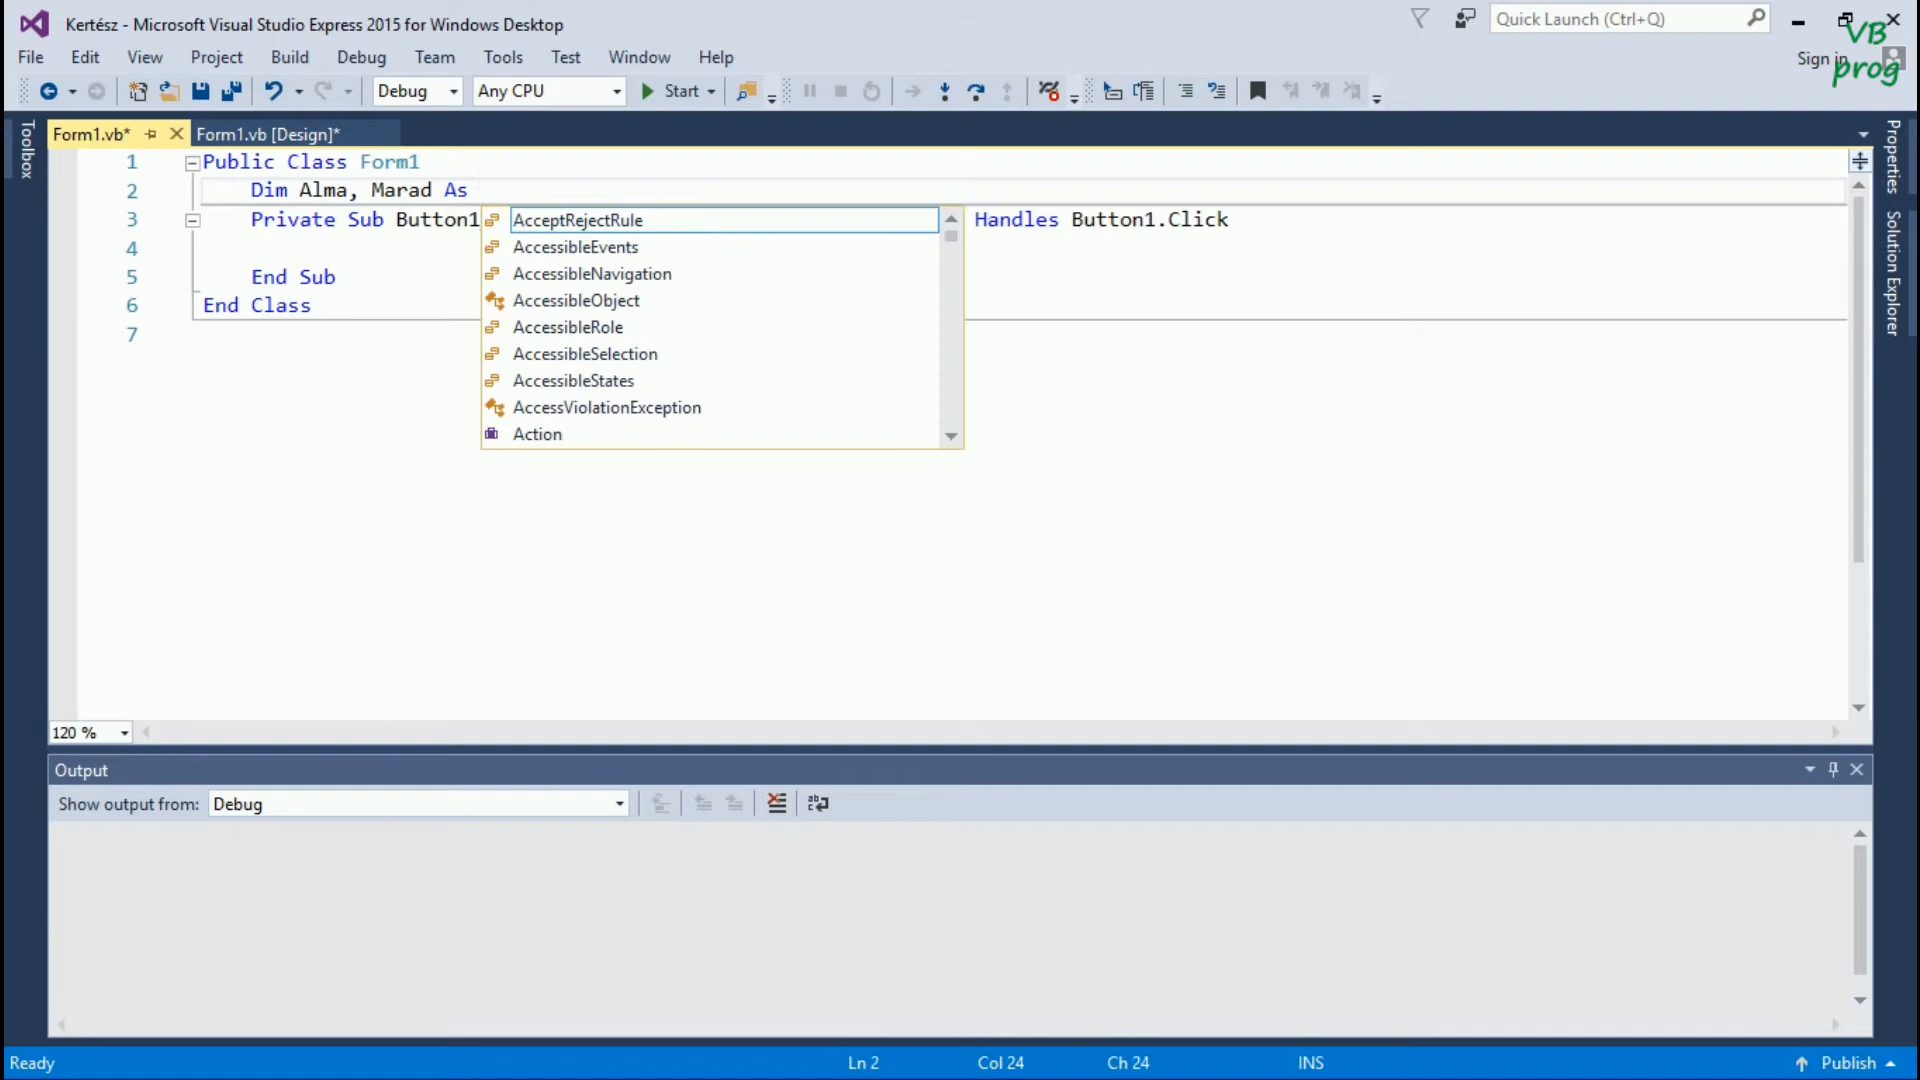 Kertész - Microsoft Visual Studio Express 2015 for Windows Desktop
Quick Launch (Ctrl+Q)
VB
prog
File Edit View Project Build Debug Team Tools Test Window Help
Sign in
Debug Any CPU Start
Toolbox
Form1.vb* Form1.vb [Design]*
Properties
Solution Explorer
1 Public Class Form1
2 Dim Alma, Marad As
3 Private Sub Button1 Handles Button1.Click
4
5 End Sub
6 End Class
7
AcceptRejectRule
AccessibleEvents
AccessibleNavigation
AccessibleObject
AccessibleRole
AccessibleSelection
AccessibleStates
AccessViolationException
Action
120 %
Output
Show output from: Debug
Ready Ln 2 Col 24 Ch 24 INS Publish